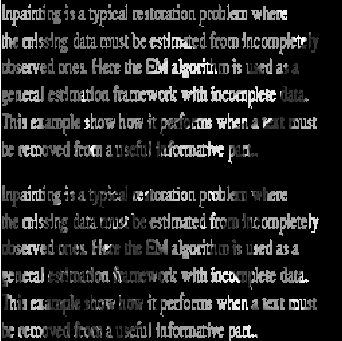 Inpainting is a typical restoration problem where
the missing data must be estimated from incompletely
observed ones. Here the EM algorithm is used as a
general estimation framework with incomplete data..
This example show how it performs when a text must
be removed from a useful informative part..
Inpainting is a typical restoration problem where
the missing data must be estimated from incompletely
observed ones. Here the EM algorithm is used as a
general estimation framework with incomplete data..
This example show how it performs when a text must
be removed from a useful informative part..